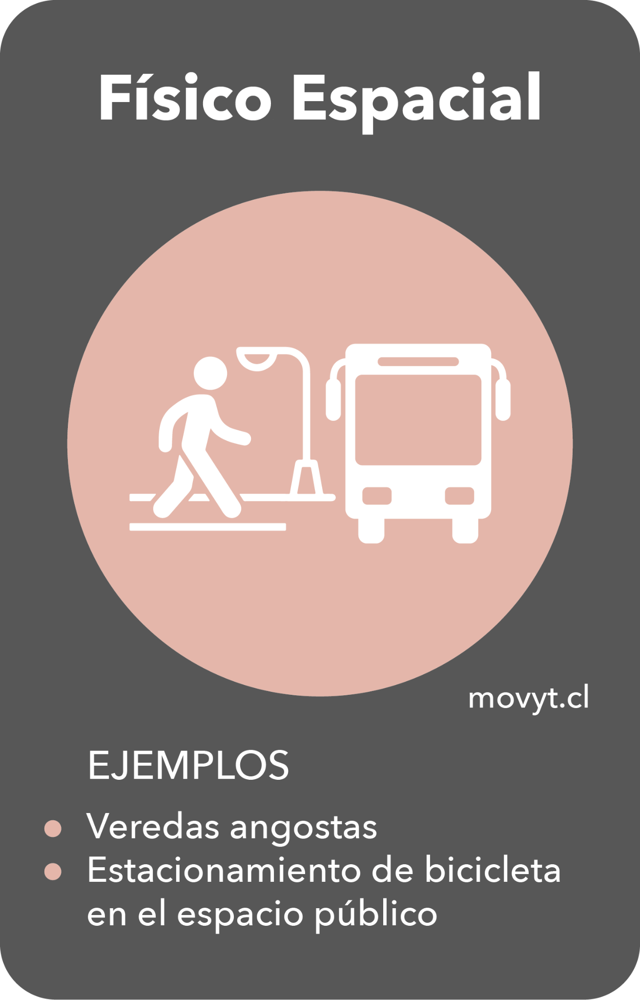 Físico Espacial
movyt.cl
EJEMPLOS
Veredas angostas
Estacionamiento de bicicleta
en el espacio público